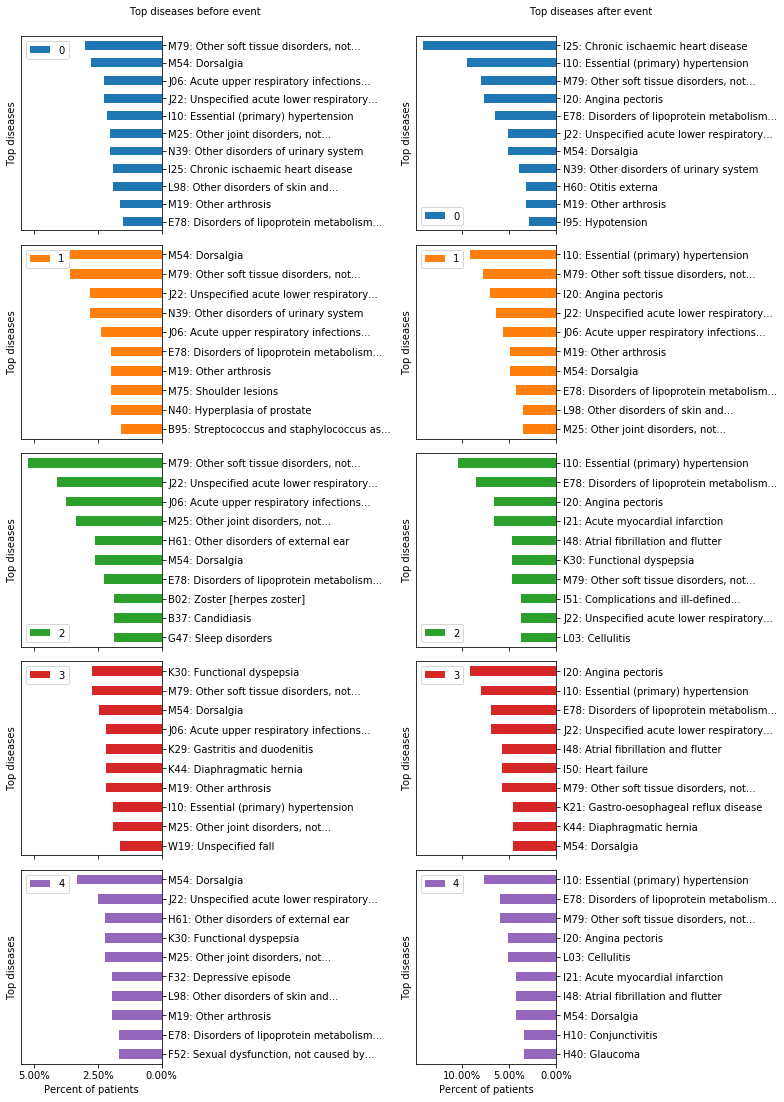 Top diseases before event
Top diseases
0
M79: Other soft tissue disorders, not...
M54: Dorsalgia
J06: Acute upper respiratory infections...
J22: Unspecified acute lower respiratory...
I10: Essential (primary) hypertension
M25: Other joint disorders, not...
N39: Other disorders of urinary system
I25: Chronic ischaemic heart disease
L98: Other disorders of skin and...
M19: Other arthrosis
E78: Disorders of lipoprotein metabolism...
Top diseases
1
M54: Dorsalgia
M79: Other soft tissue disorders, not...
J22: Unspecified acute lower respiratory...
N39: Other disorders of urinary system
J06: Acute upper respiratory infections...
E78: Disorders of lipoprotein metabolism...
M19: Other arthrosis
M75: Shoulder lesions
N40: Hyperplasia of prostate
B95: Streptococcus and staphylococcus as...
Top diseases
M79: Other soft tissue disorders, not...
J22: Unspecified acute lower respiratory...
J06: Acute upper respiratory infections...
M25: Other joint disorders, not...
H61: Other disorders of external ear
M54: Dorsalgia
E78: Disorders of lipoprotein metabolism...
B02: Zoster [herpes zoster]
B37: Candidiasis
G47: Sleep disorders
2
Top diseases
3
K30: Functional dyspepsia
M79: Other soft tissue disorders, not...
M54: Dorsalgia
J06: Acute upper respiratory infections...
K29: Gastritis and duodenitis
K44: Diaphragmatic hernia
M19: Other arthrosis
I10: Essential (primary) hypertension
M25: Other joint disorders, not...
W19: Unspecified fall
Top diseases
4
M54: Dorsalgia
J22: Unspecified acute lower respiratory...
H61: Other disorders of external ear
K30: Functional dyspepsia
M25: Other joint disorders, not...
F32: Depressive episode
L98: Other disorders of skin and...
M19: Other arthrosis
E78: Disorders of lipoprotein metabolism...
F52: Sexual dysfunction, not caused by...
5.00% 2.50% 0.00%
Percent of patients
Top diseases after event
Top diseases
I25: Chronic ischaemic heart disease
I10: Essential (primary) hypertension
M79: Other soft tissue disorders, not...
I20: Angina pectoris
E78: Disorders of lipoprotein metabolism...
J22: Unspecified acute lower respiratory...
M54: Dorsalgia
N39: Other disorders of urinary system
H60: Otitis externa
M19: Other arthrosis
I95: Hypotension
0
Top diseases
1
I10: Essential (primary) hypertension
M79: Other soft tissue disorders, not...
I20: Angina pectoris
J22: Unspecified acute lower respiratory...
J06: Acute upper respiratory infections...
M19: Other arthrosis
M54: Dorsalgia
E78: Disorders of lipoprotein metabolism...
L98: Other disorders of skin and...
M25: Other joint disorders, not...
Top diseases
I10: Essential (primary) hypertension
E78: Disorders of lipoprotein metabolism...
I20: Angina pectoris
I21: Acute myocardial infarction
I48: Atrial fibrillation and flutter
K30: Functional dyspepsia
M79: Other soft tissue disorders, not...
I51: Complications and ill-defined...
J22: Unspecified acute lower respiratory...
L03: Cellulitis
2
Top diseases
3
I20: Angina pectoris
I10: Essential (primary) hypertension
E78: Disorders of lipoprotein metabolism...
J22: Unspecified acute lower respiratory...
I48: Atrial fibrillation and flutter
I50: Heart failure
M79: Other soft tissue disorders, not...
K21: Gastro-oesophageal reflux disease
K44: Diaphragmatic hernia
M54: Dorsalgia
Top diseases
4
I10: Essential (primary) hypertension
E78: Disorders of lipoprotein metabolism...
M79: Other soft tissue disorders, not...
I20: Angina pectoris
L03: Cellulitis
I21: Acute myocardial infarction
I48: Atrial fibrillation and flutter
M54: Dorsalgia
H10: Conjunctivitis
H40: Glaucoma
10.00% 5.00% 0.00%
Percent of patients